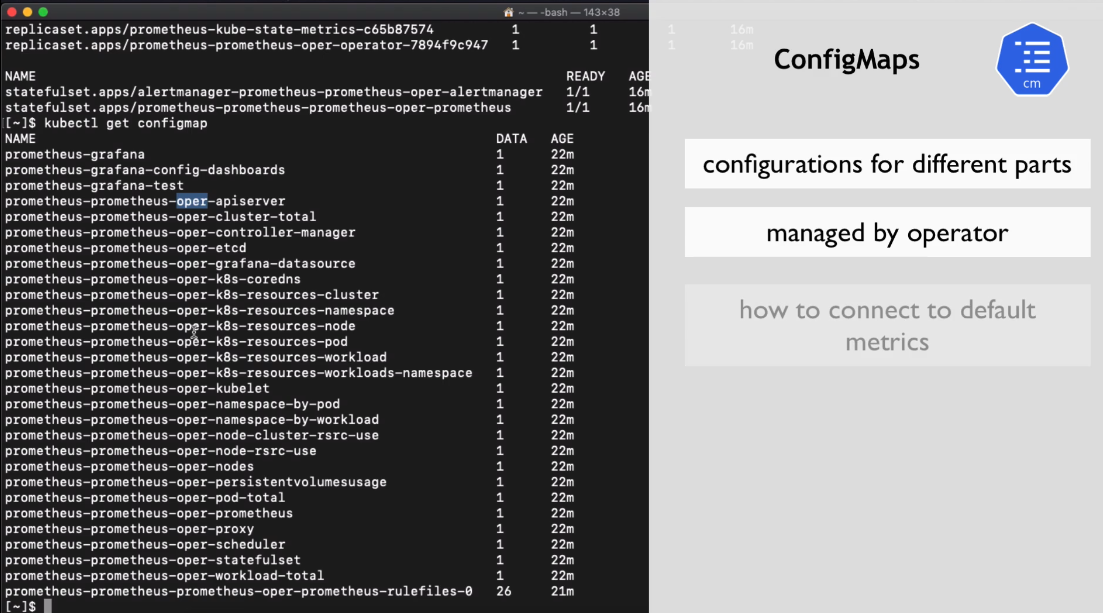 ~ — -bash — 143×38
replicaset.apps/prometheus-kube-state-metrics-c65b87574 1 1 1 16m
replicaset.apps/prometheus-prometheus-oper-operator-7894f9c947 1 1 1 16m
NAME READY AGE
statefulset.apps/alertmanager-prometheus-prometheus-oper-alertmanager 1/1 16m
statefulset.apps/prometheus-prometheus-prometheus-oper-prometheus 1/1 16m
[~]$ kubectl get configmap
NAME DATA AGE
prometheus-grafana 1 22m
prometheus-grafana-config-dashboards 1 22m
prometheus-grafana-test 1 22m
prometheus-prometheus-oper-apiserver 1 22m
prometheus-prometheus-oper-cluster-total 1 22m
prometheus-prometheus-oper-controller-manager 1 22m
prometheus-prometheus-oper-etcd 1 22m
prometheus-prometheus-oper-grafana-datasource 1 22m
prometheus-prometheus-oper-k8s-coredns 1 22m
prometheus-prometheus-oper-k8s-resources-cluster 1 22m
prometheus-prometheus-oper-k8s-resources-namespace 1 22m
prometheus-prometheus-oper-k8s-resources-node 1 22m
prometheus-prometheus-oper-k8s-resources-pod 1 22m
prometheus-prometheus-oper-k8s-resources-workload 1 22m
prometheus-prometheus-oper-k8s-resources-workloads-namespace 1 22m
prometheus-prometheus-oper-kubelet 1 22m
prometheus-prometheus-oper-namespace-by-pod 1 22m
prometheus-prometheus-oper-namespace-by-workload 1 22m
prometheus-prometheus-oper-node-cluster-rsrc-use 1 22m
prometheus-prometheus-oper-node-rsrc-use 1 22m
prometheus-prometheus-oper-nodes 1 22m
prometheus-prometheus-oper-persistentvolumesusage 1 22m
prometheus-prometheus-oper-pod-total 1 22m
prometheus-prometheus-oper-prometheus 1 22m
prometheus-prometheus-oper-proxy 1 22m
prometheus-prometheus-oper-scheduler 1 22m
prometheus-prometheus-oper-statefulset 1 22m
prometheus-prometheus-oper-workload-total 1 22m
prometheus-prometheus-prometheus-oper-prometheus-rulefiles-0 26 21m
[~]$
ConfigMaps
cm
configurations for different parts
managed by operator
how to connect to default
metrics